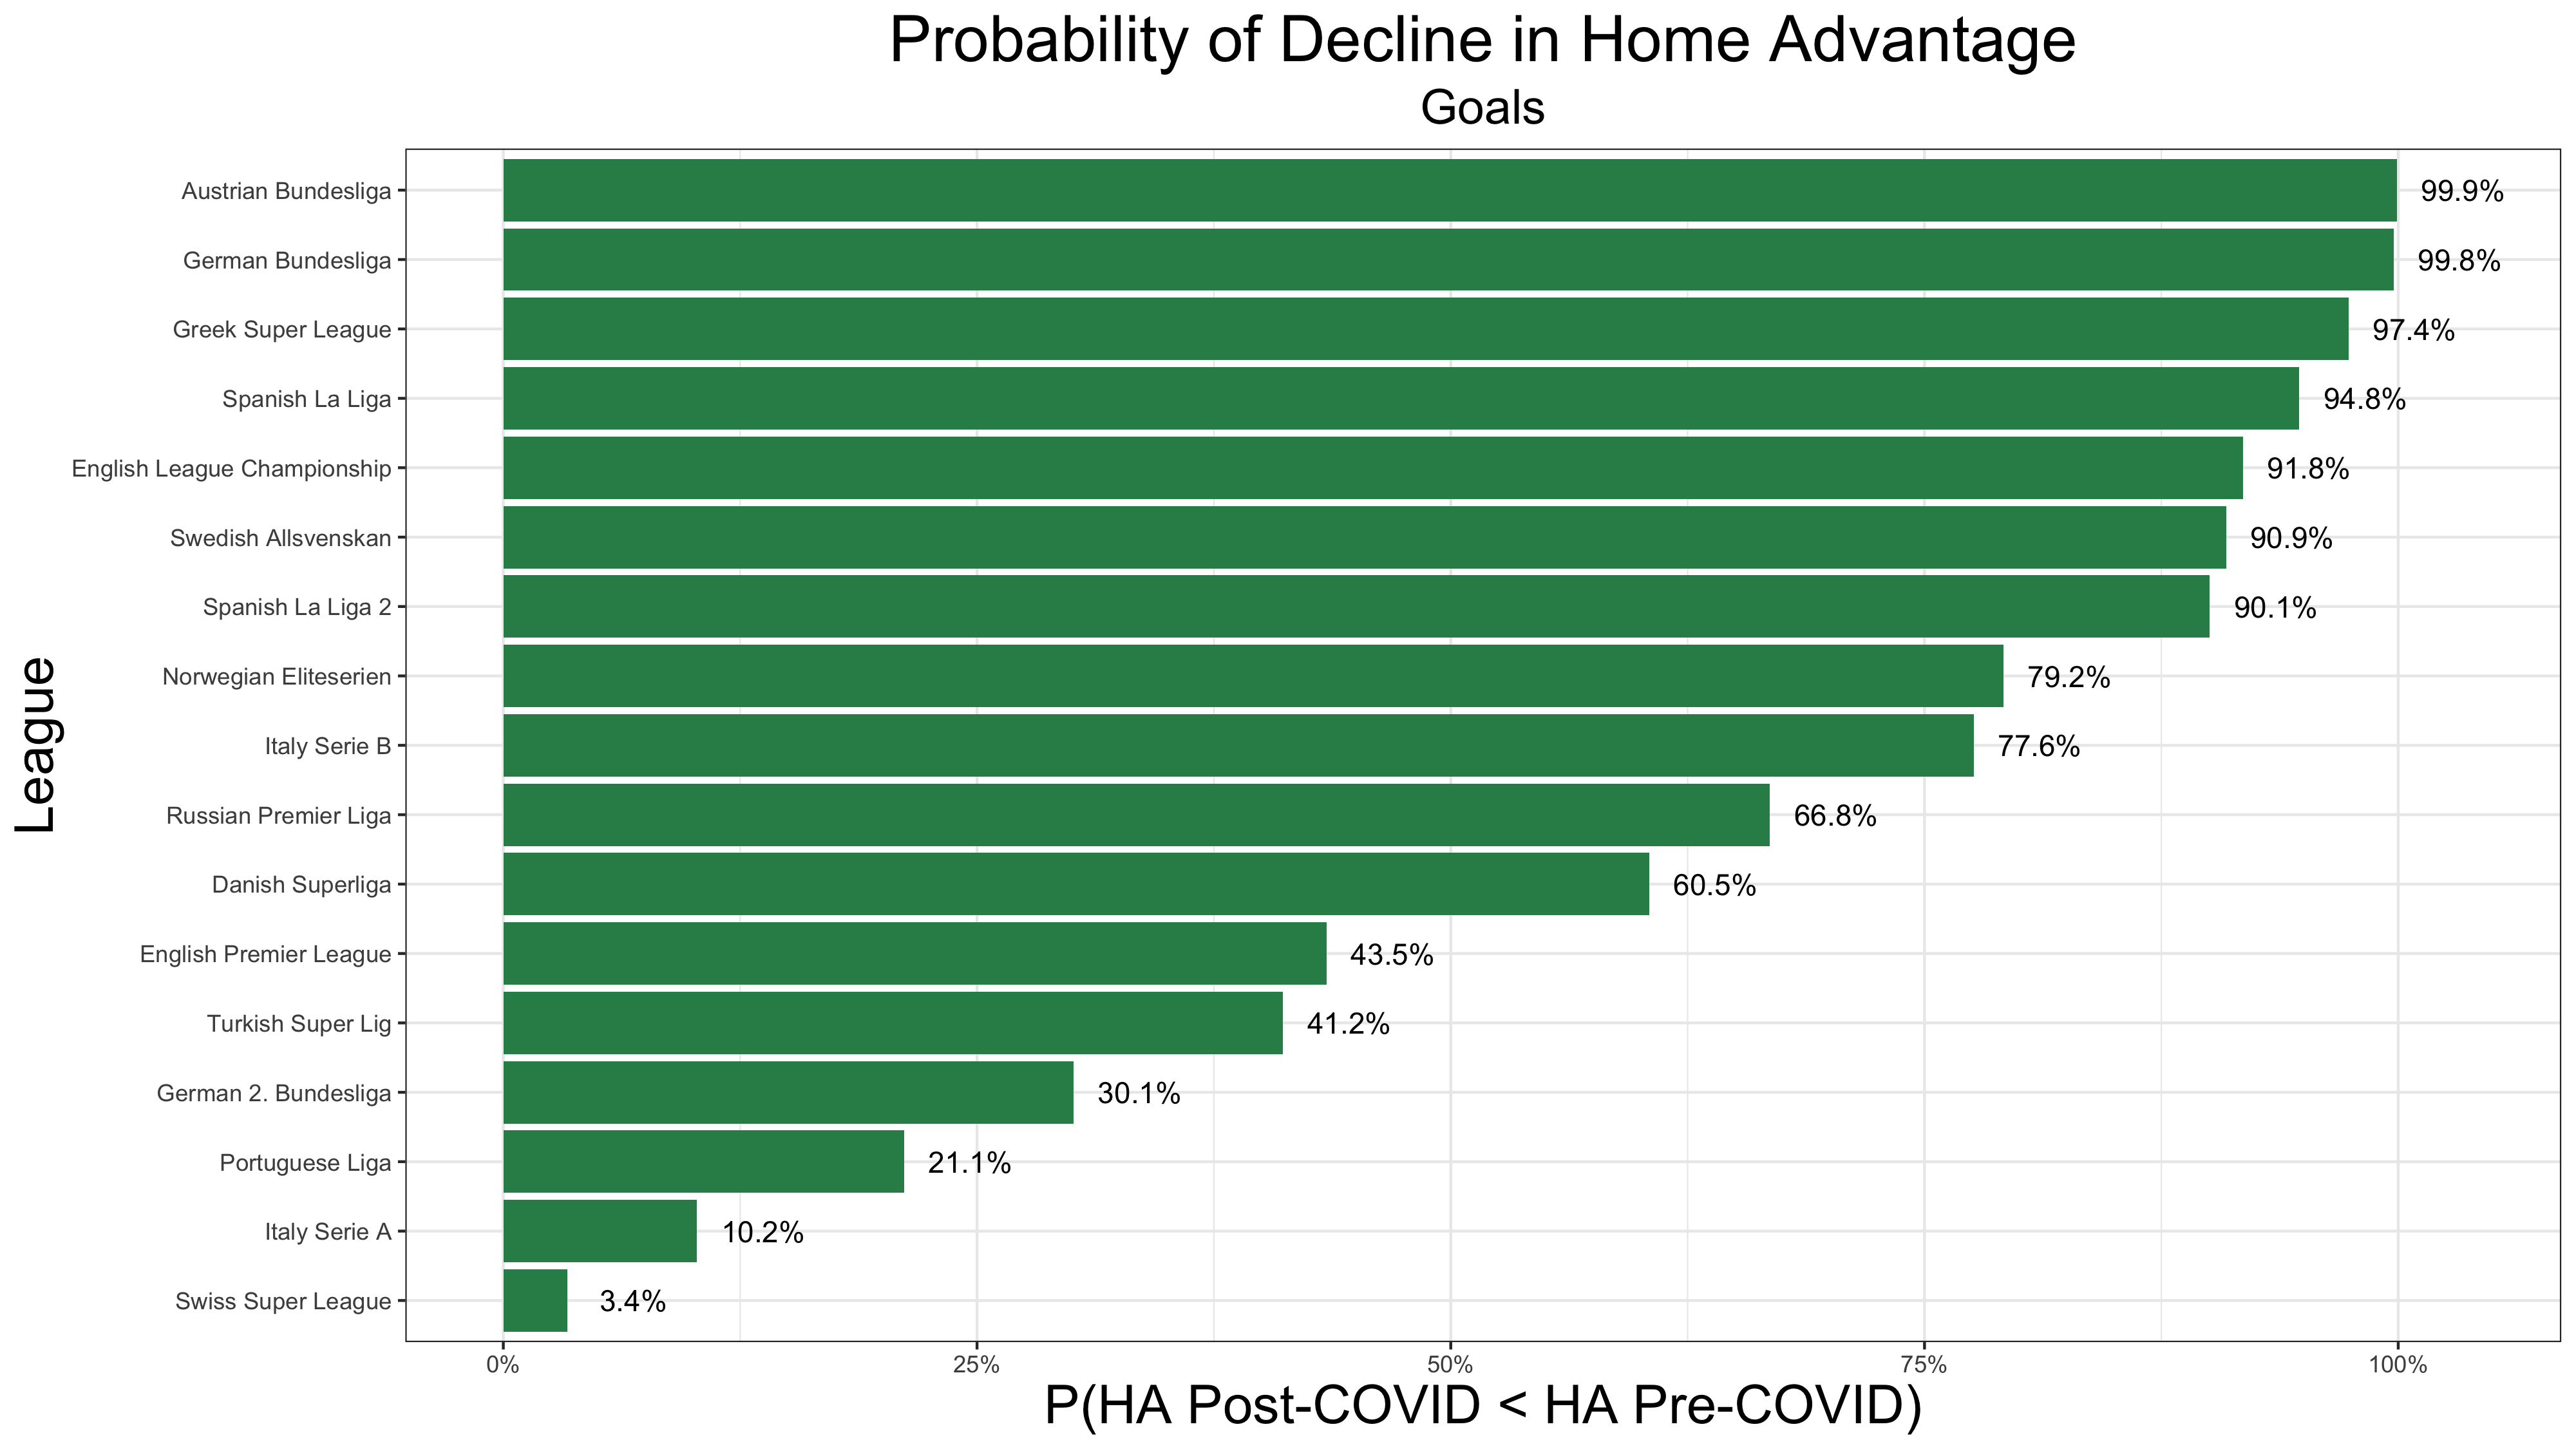 Probability of Decline in Home Advantage
Goals
League
Austrian Bundesliga 99.9%
German Bundesliga 99.8%
Greek Super League 97.4%
Spanish La Liga 94.8%
English League Championship 91.8%
Swedish Allsvenskan 90.9%
Spanish La Liga 2 90.1%
Norwegian Eliteserien 79.2%
Italy Serie B 77.6%
Russian Premier Liga 66.8%
Danish Superliga 60.5%
English Premier League 43.5%
Turkish Super Lig 41.2%
German 2. Bundesliga 30.1%
Portuguese Liga 21.1%
Italy Serie A 10.2%
Swiss Super League 3.4%
0% 25% 50% 75% 100%
P(HA Post-COVID < HA Pre-COVID)